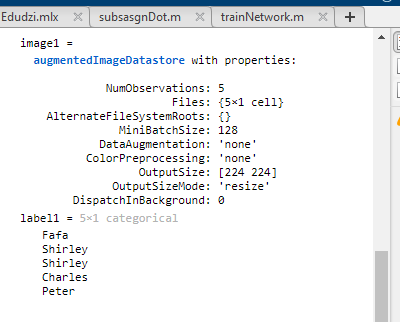 Edudzi.mlx subsasgnDot.m trainNetwork.m
image1 =
augmentedImageDatastore with properties:
NumObservations: 5
Files: {5×1 cell}
AlternateFileSystemRoots: {}
MiniBatchSize: 128
DataAugmentation: 'none'
ColorPreprocessing: 'none'
OutputSize: [224 224]
OutputSizeMode: 'resize'
DispatchInBackground: 0
label1 = 5×1 categorical
Fafa
Shirley
Shirley
Charles
Peter